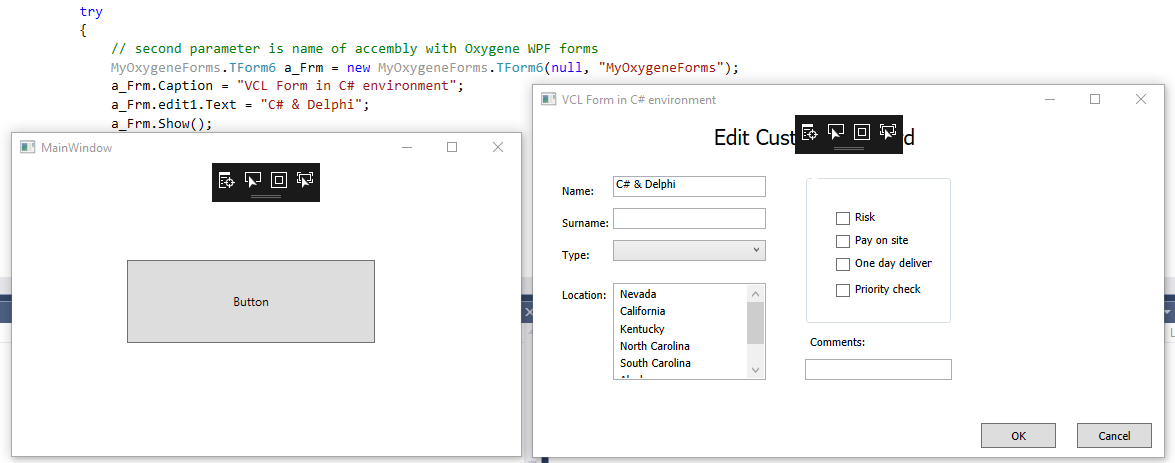 try
{
// second parameter is name of accembly with Oxygene WPF forms
MyOxygeneForms.TForm6 a_Frm = new MyOxygeneForms.TForm6(null, "MyOxygeneForms");
a_Frm.Caption = "VCL Form in C# environment";
a_Frm.edit1.Text = "C# & Delphi";
a_Frm.Show();
MainWindow
Button
VCL Form in C# environment
Edit Cust
d
Name:
C# & Delphi
Surname:
Type:
Location:
Nevada
California
Kentucky
North Carolina
South Carolina
Risk
Pay on site
One day deliver
Priority check
Comments:
OK
Cancel